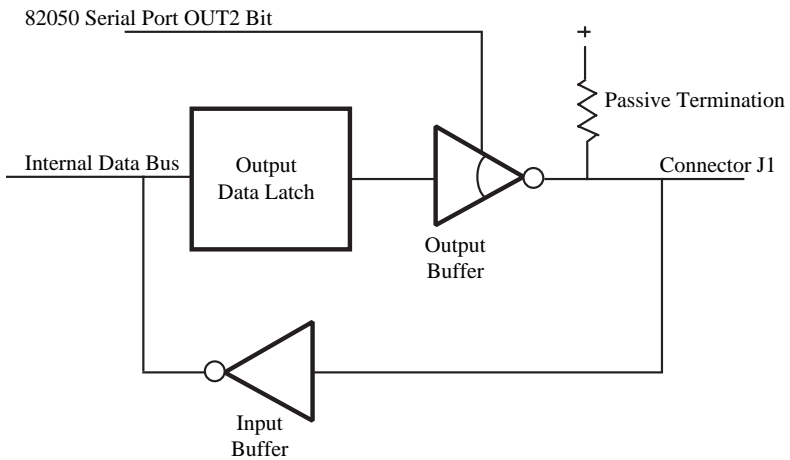 82050 Serial Port OUT2 Bit
+
Passive Termination
Internal Data Bus
Output
Data Latch
Connector J1
Output
Buffer
Input
Buffer